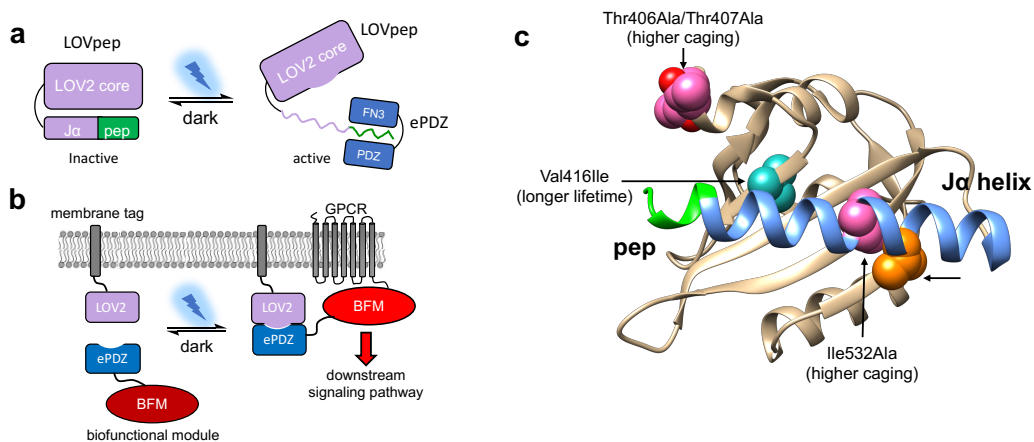 a
LOVpep
LOV2 core
Jα
pep
Inactive
dark
LOVpep
LOV2 core
FN3
ePDZ
PDZ
active
b
membrane tag
GPCR
LOV2
ePDZ
BFM
biofunctional module
dark
LOV2
ePDZ
BFM
downstream
signaling pathway
c
Thr406Ala/Thr407Ala
(higher caging)
Val416Ile
(longer lifetime)
Jα helix
pep
Ile532Ala
(higher caging)